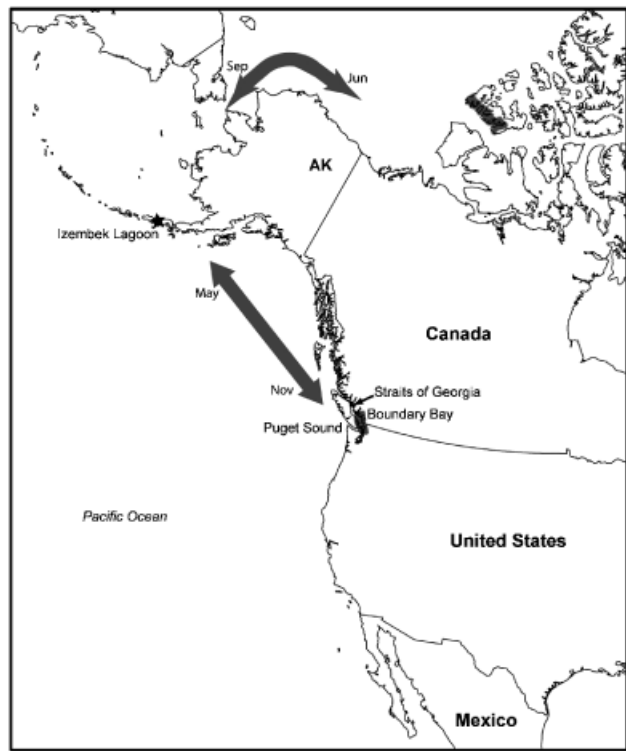 Sep
Jun
AK
Izembek Lagoon
May
Canada
Nov
Straits of Georgia
Boundary Bay
Puget Sound
Pacific Ocean
United States
Mexico